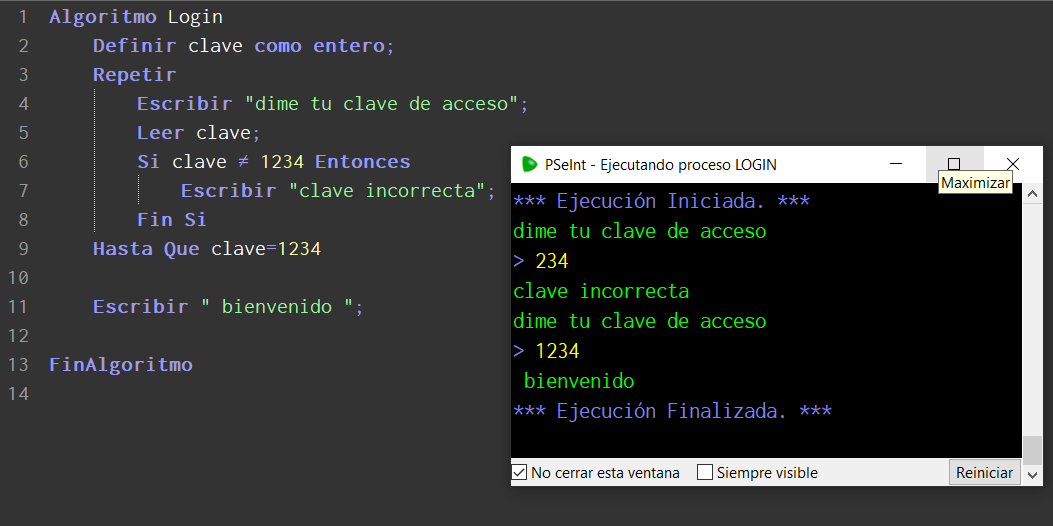 1 Algoritmo Login
2 Definir clave como entero;
3 Repetir
4 Escribir "dime tu clave de acceso";
5 Leer clave;
6 Si clave ≠ 1234 Entonces
7 Escribir "clave incorrecta";
8 Fin Si
9 Hasta Que clave=1234
10
11 Escribir " bienvenido ";
12
13 FinAlgoritmo
14
PSeInt - Ejecutando proceso LOGIN
Maximizar
*** Ejecución Iniciada. ***
dime tu clave de acceso
> 234
clave incorrecta
dime tu clave de acceso
> 1234
bienvenido
*** Ejecución Finalizada. ***
No cerrar esta ventana Siempre visible Reiniciar